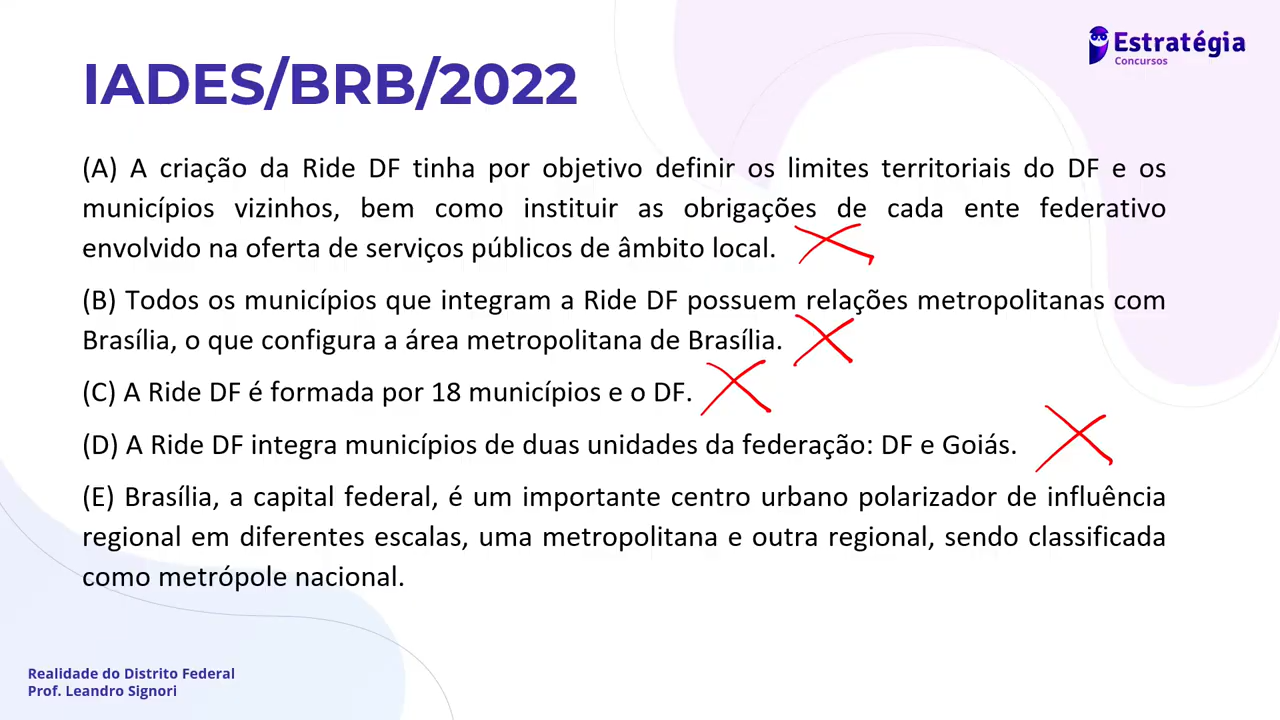 Estratégia
Concursos
IADES/BRB/2022
(A) A criação da Ride DF tinha por objetivo definir os limites territoriais do DF e os
municípios vizinhos, bem como instituir as obrigações de cada ente federativo
envolvido na oferta de serviços públicos de âmbito local.
(B) Todos os municípios que integram a Ride DF possuem relações metropolitanas com
Brasília, o que configura a área metropolitana de Brasília.
(C) A Ride DF é formada por 18 municípios e o DF.
(D) A Ride DF integra municípios de duas unidades da federação: DF e Goiás.
(E) Brasília, a capital federal, é um importante centro urbano polarizador de influência
regional em diferentes escalas, uma metropolitana e outra regional, sendo classificada
como metrópole nacional.
Realidade do Distrito Federal
Prof. Leandro Signori